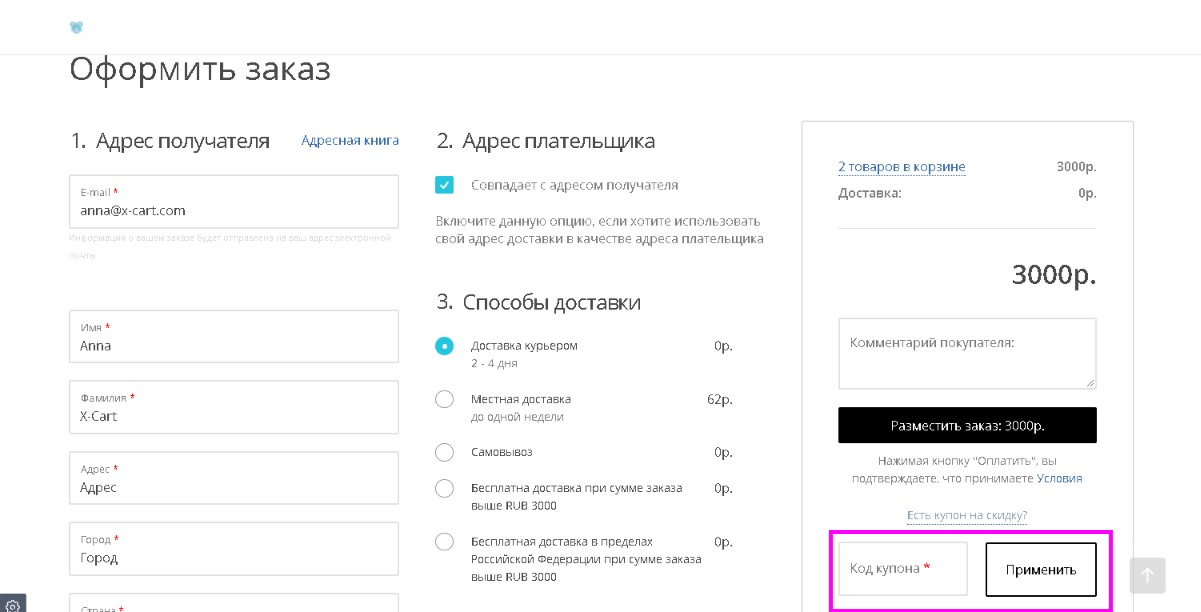 Оформить заказ
1. Адрес получателя
Адресная книга
E-mail *
anna@x-cart.com
Информация о вашем заказе будет отправлена на ваш адрес электронной
почты
Имя *
Anna
Фамилия *
X-Cart
Адрес *
Адрес
Город *
Город
Страна *
2. Адрес плательщика
Совпадает с адресом получателя
Включите данную опцию, если хотите использовать
свой адрес доставки в качестве адреса плательщика
3. Способы доставки
Доставка курьером 0р.
2 - 4 дня
Местная доставка 62р.
до одной недели
Самовывоз 0р.
Бесплатна доставка при сумме заказа 0р.
выше RUB 3000
Бесплатная доставка в пределах 0р.
Российской Федерации при сумме заказа
выше RUB 3000
2 товаров в корзине 3000р.
Доставка: 0р.
3000р.
Комментарий покупателя:
Разместить заказ: 3000р.
Нажимая кнопку "Оплатить", вы
подтверждаете, что принимаете Условия
Есть купон на скидку?
Код купона *
Применить